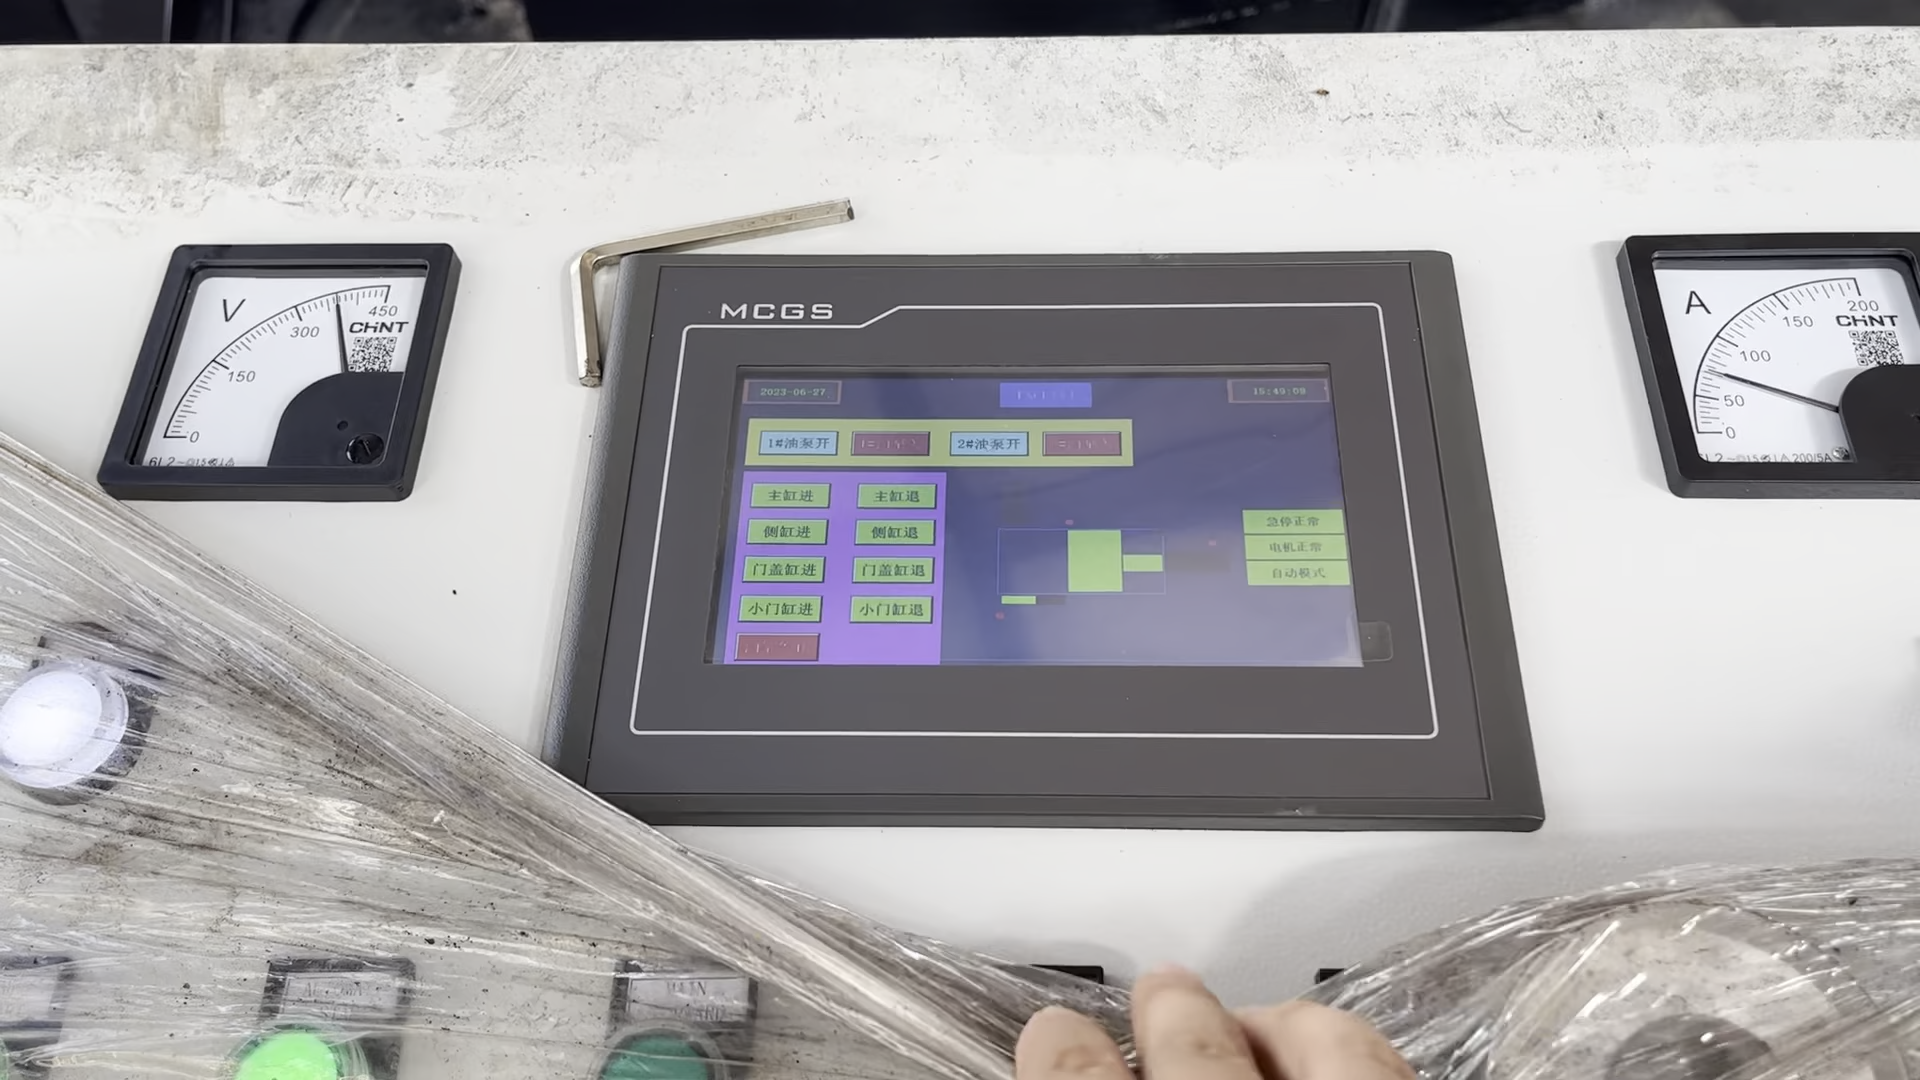 V
450
300
150
0
CHNT
MCGS
2023-06-27
15:49:09
1#油泵开
2#油泵开
主缸进
主缸退
侧缸进
侧缸退
门盖缸进
门盖缸退
小门缸进
小门缸退
急停正常
电机正常
自动模式
A
200
150
100
50
0
CHNT
200/5A
MAIN